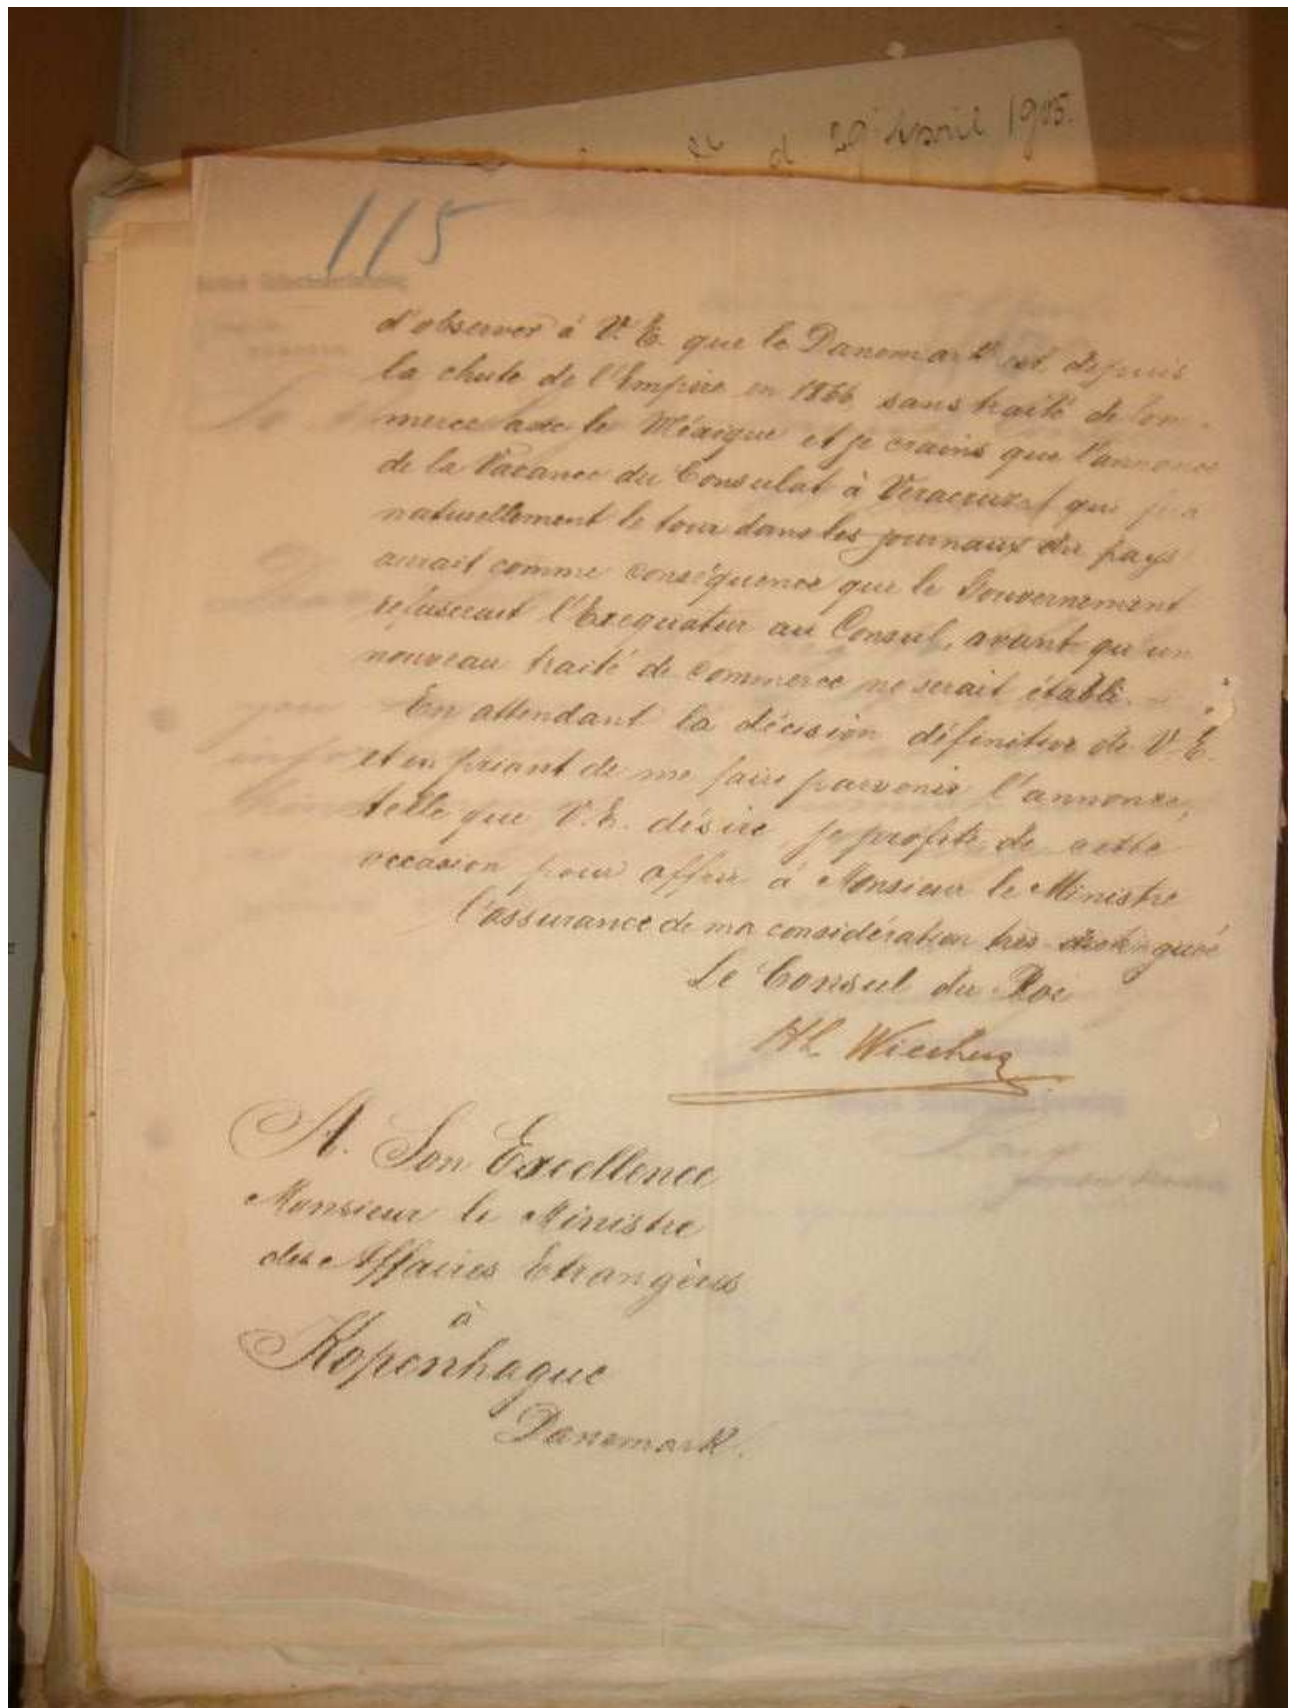 d 29 April 1905.
115
d'observer à V. E. que le Danemark est depuis
la chute de l'Empire en 1866 sans traité de Com-
merce avec le Méxique et je crains que l'annonce
de la Vacance du Consulat à Veracruz qui fera
naturellement le tour dans les journaux du pays
aurait comme conséquence que le Gouvernement
refuserait l'Exequatur au Consul, avant qu'un
nouveau traité de commerce ne serait établi. –
En attendant la décision définitive de V. E.
et en priant de me faire parvenir l'annonce,
telle que V. E. désire je profite de cette
occasion pour offrir à Monsieur le Ministre
l'assurance de ma considération très distinguée
Le Consul du Roi
A. Son Excellence
Monsieur le Ministre
des Affaires Etrangères
à
Kopenhague
Danemark.